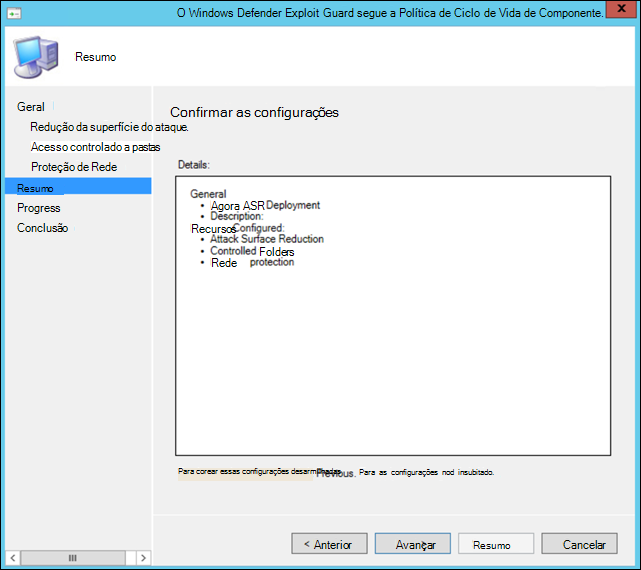 O Windows Defender Exploit Guard segue a Política de Ciclo de Vida de Componente.
Resumo
Geral
Redução da superfície do ataque.
Acesso controlado a pastas
Proteção de Rede
Resumo
Progress
Conclusão
Confirmar as configurações
Details:
General
• Agora ASR Deployment
• Description:
Recursos Configured:
• Attack Surface Reduction
• Controlled Folders
• Rede protection
Para corear essas configurações Previous. Para as configurações nod insubitado.
< Anterior
Avançar
Resumo
Cancelar